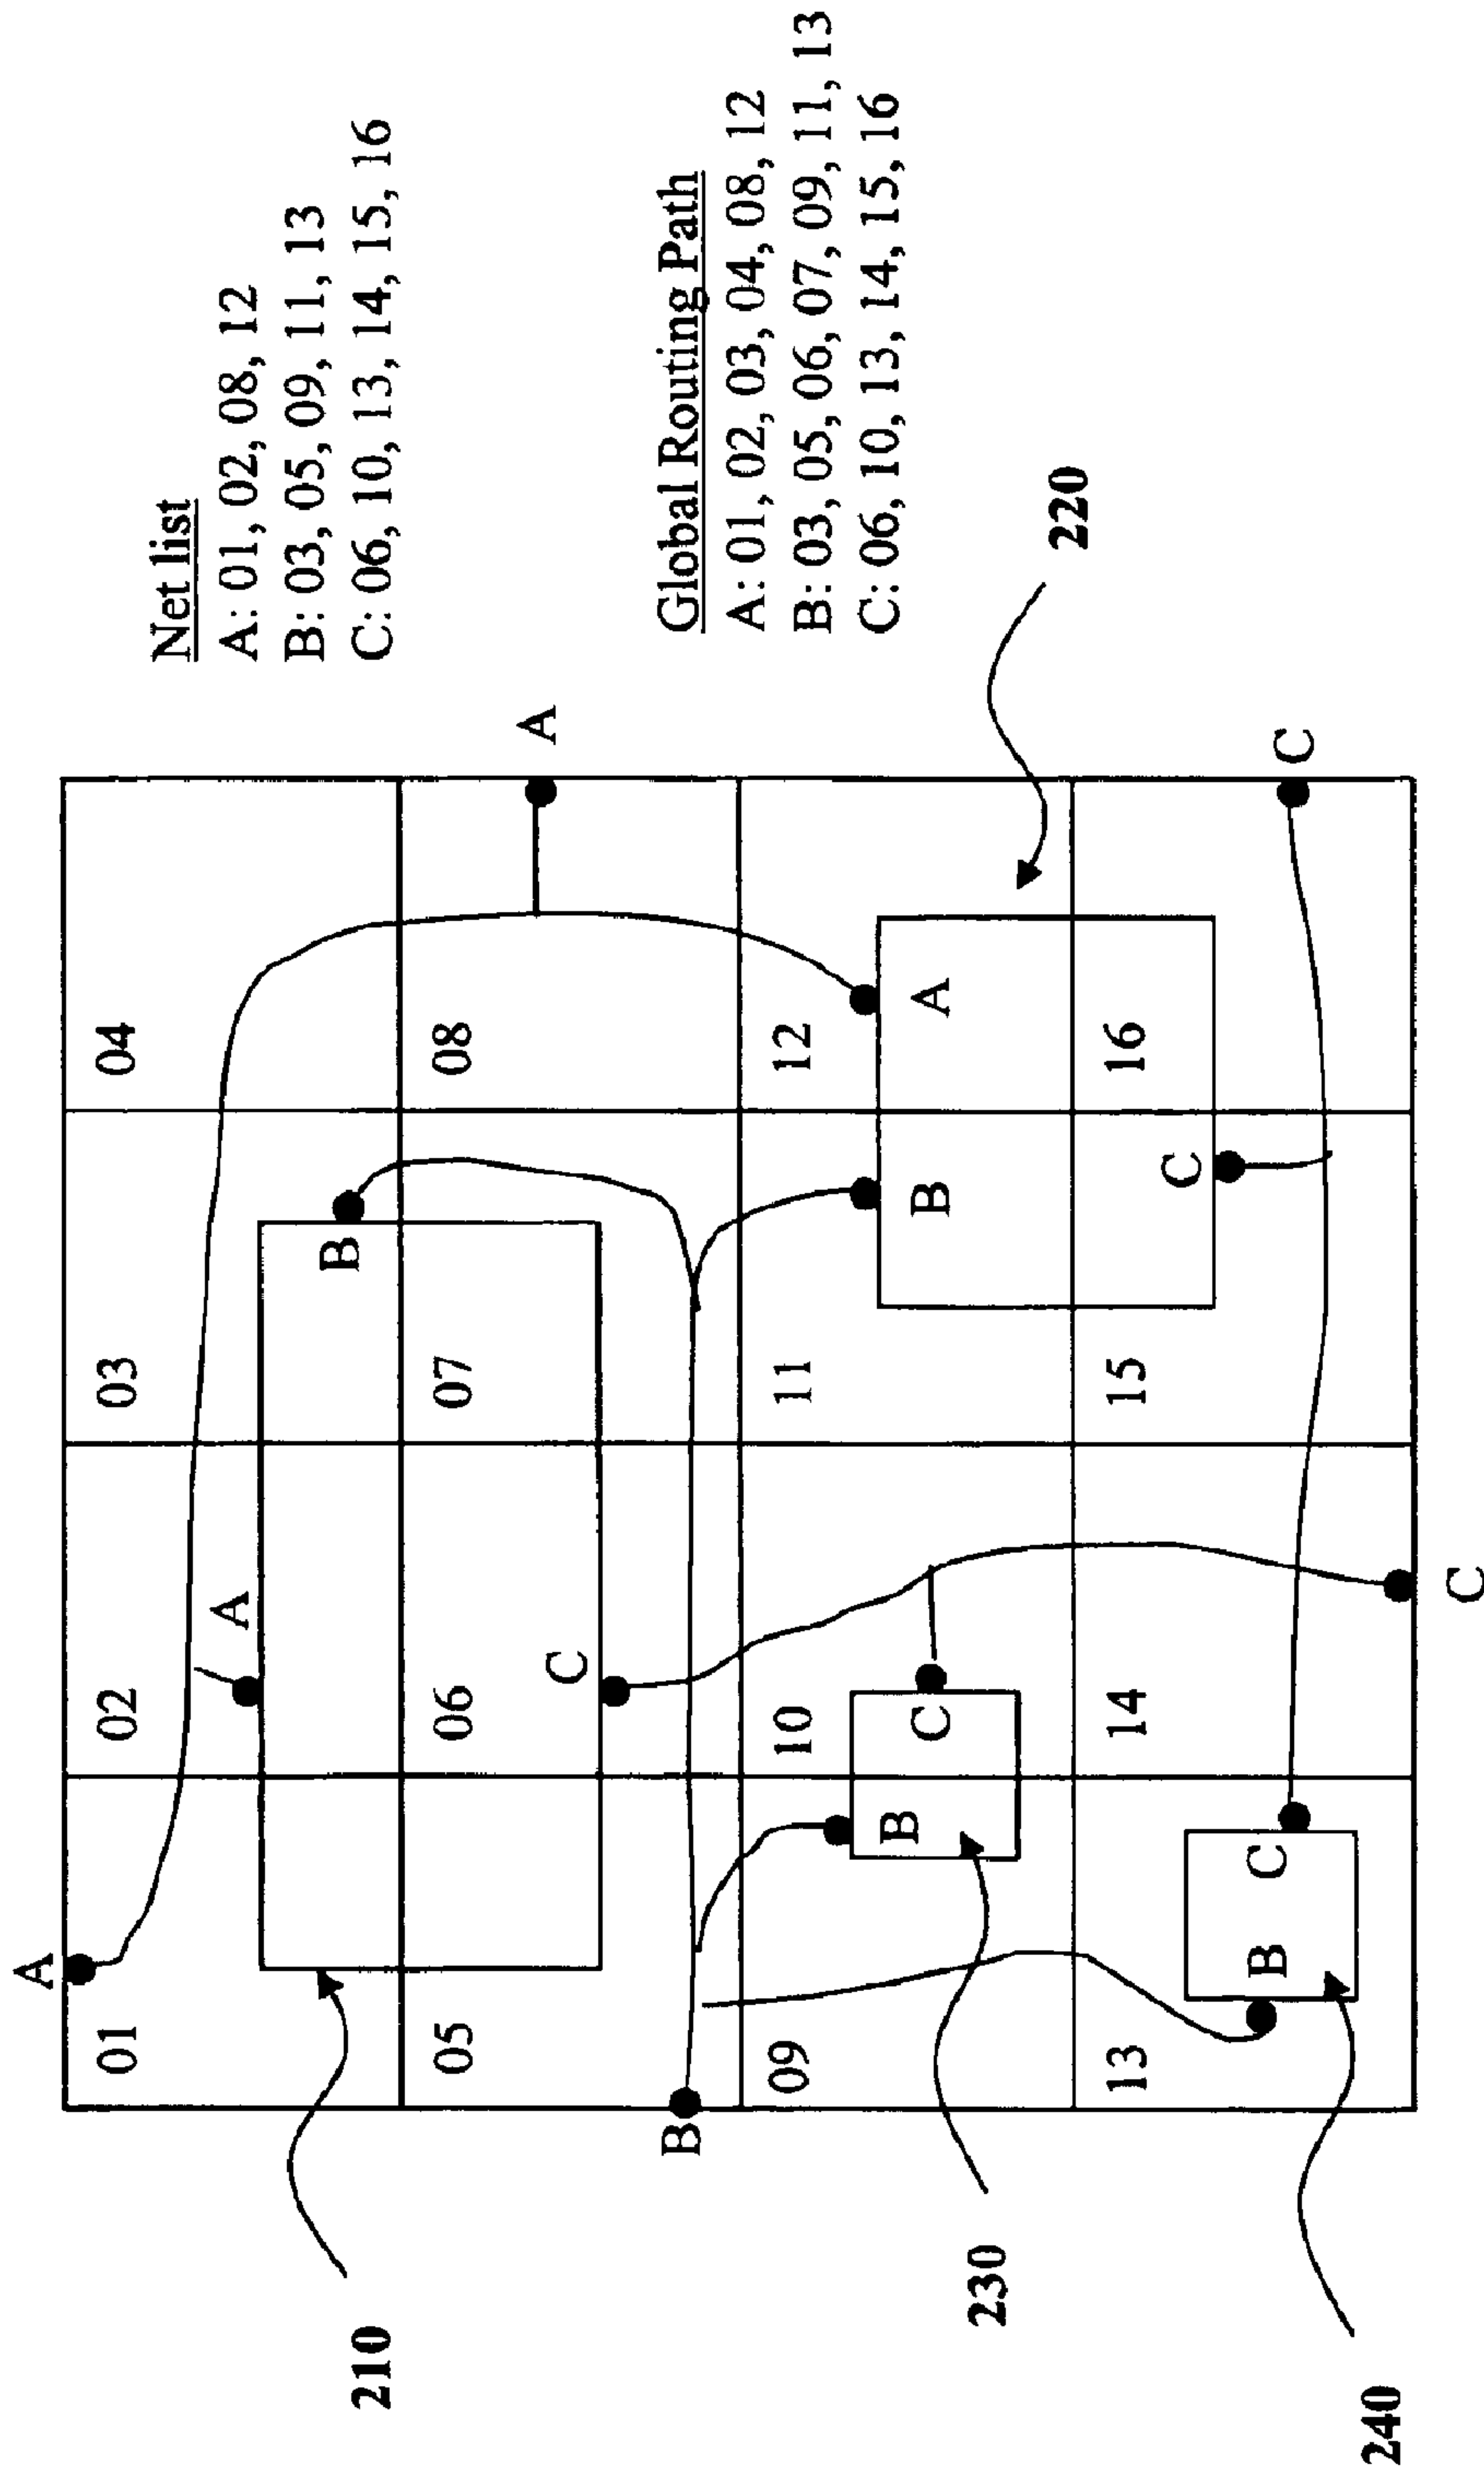 Net list
A: 01, 02, 08, 12
B: 03, 05, 09, 11, 13
C: 06, 10, 13, 14, 15, 16
Global Routing Path
A: 01, 02, 03, 04, 08, 12
B: 03, 05, 06, 07, 09, 11, 13
C: 06, 10, 13, 14, 15, 16
A
01
02
03
04
A
B
210
05
06
07
08
A
C
B
09
10
11
12
B
C
B
A
220
230
13
14
15
16
B
C
C
C
240
C